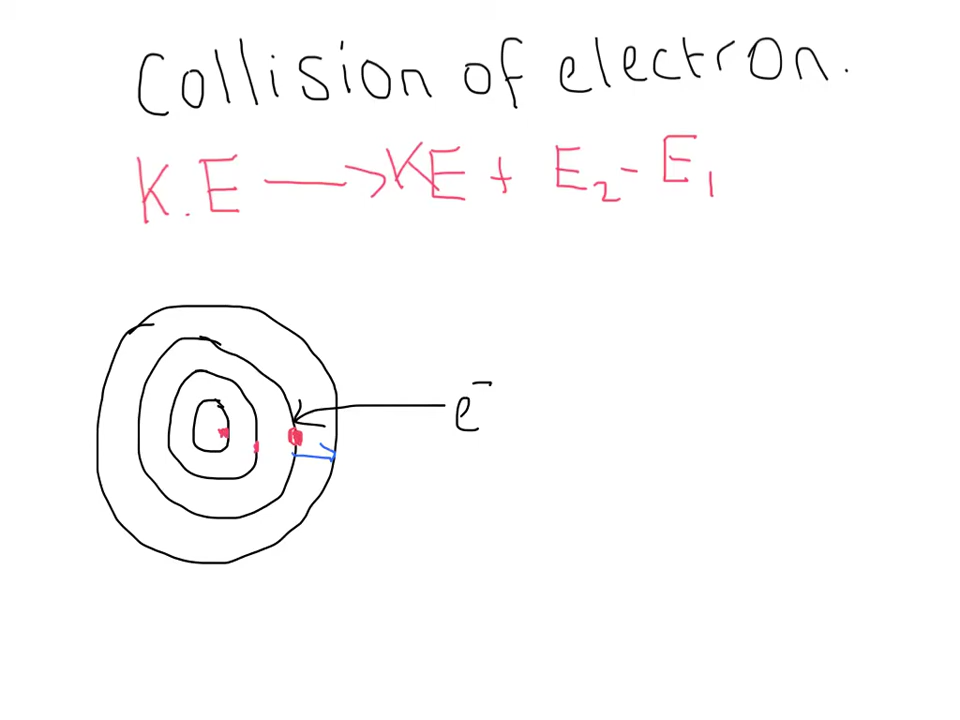 Collision of electron.
K.E → KE + E₂ - E₁
e⁻